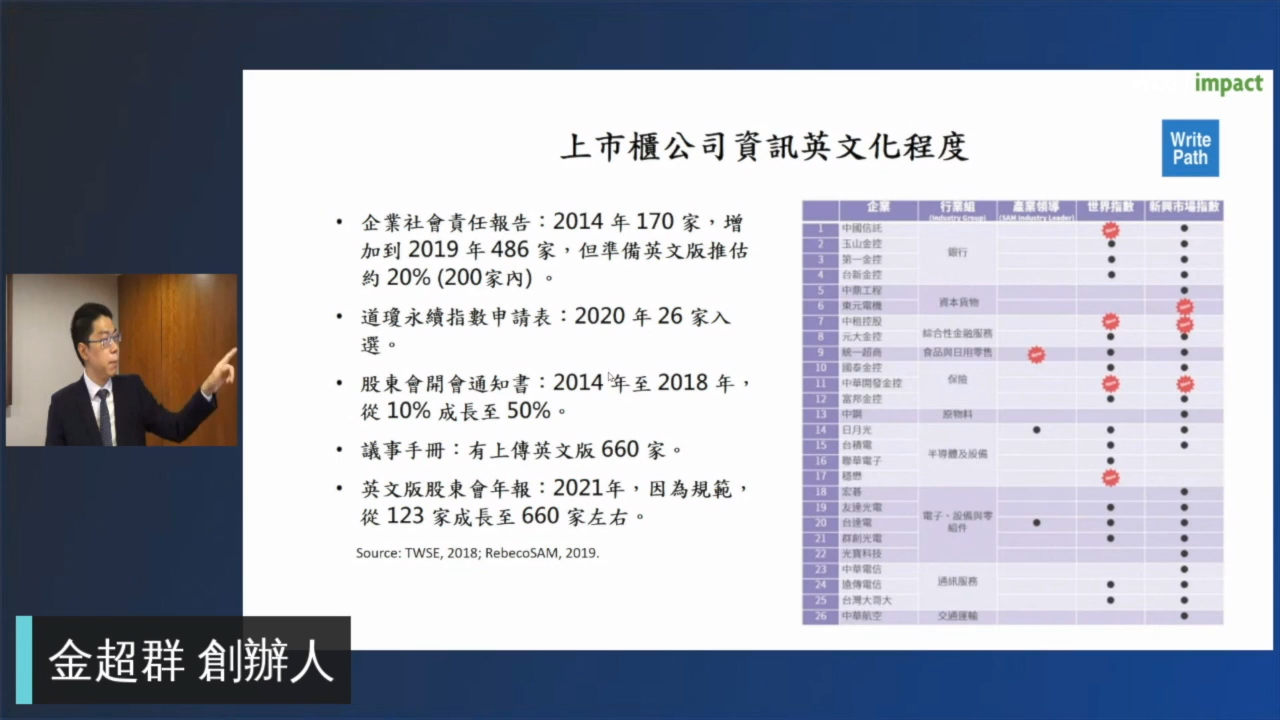 impact
上市櫃公司資訊英文化程度
Write
Path
• 企業社會責任報告：2014 年 170 家，增
加到 2019 年 486 家，但準備英文版推估
約 20% (200家內) 。
• 道瓊永續指數申請表：2020 年 26 家入
選。
• 股東會開會通知書：2014 年至 2018 年，
從 10% 成長至 50%。
• 議事手冊：有上傳英文版 660 家。
• 英文版股東會年報：2021年，因為規範，
從 123 家成長至 660 家左右。
Source: TWSE, 2018; RebecoSAM, 2019.
企業 行業組 產業領導 世界指數 新興市場指數
(Industry Group) (SAM Industry Leader)
1 中國信託
2 玉山金控
銀行
3 第一金控
4 台新金控
5 中鼎工程
資本貨物
6 東元電機
7 中租控股
綜合性金融服務
8 元大金控
9 統一超商 食品與日用零售
10 國泰金控
保險
11 中華開發金控
12 富邦金控
13 中鋼 原物料
14 日月光
15 台積電
半導體及設備
16 聯華電子
17 穩懋
18 宏碁
19 友達光電
電子、設備與零
組件
20 台達電
21 群創光電
22 光寶科技
23 中華電信
通訊服務
24 遠傳電信
25 台灣大哥大
26 中華航空 交通運輸
金超群 創辦人